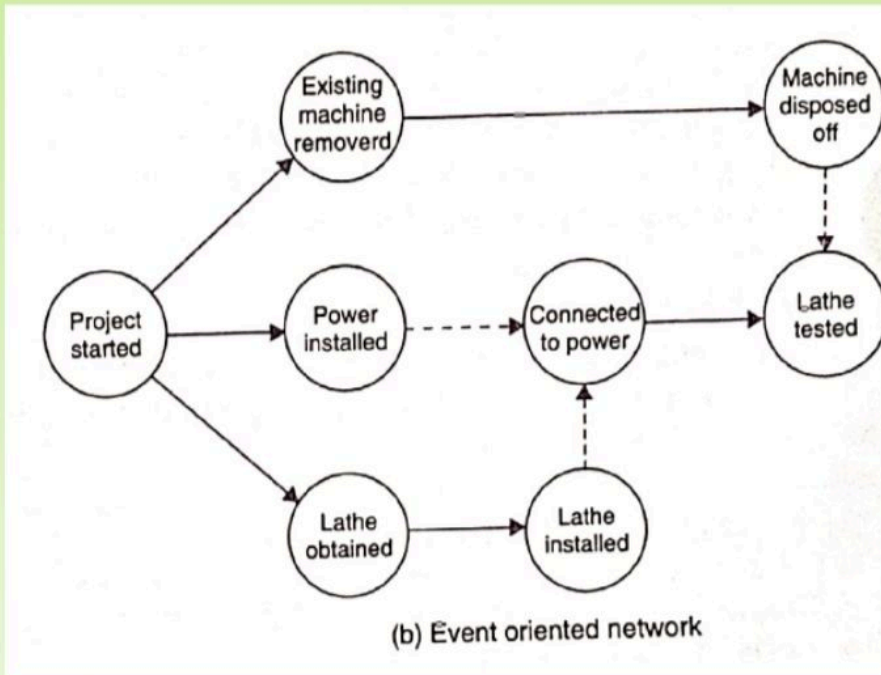 Existing
machine
removerd
Machine
disposed
off
Project
started
Power
installed
Connected
to power
Lathe
tested
Lathe
obtained
Lathe
installed
(b) Event oriented network